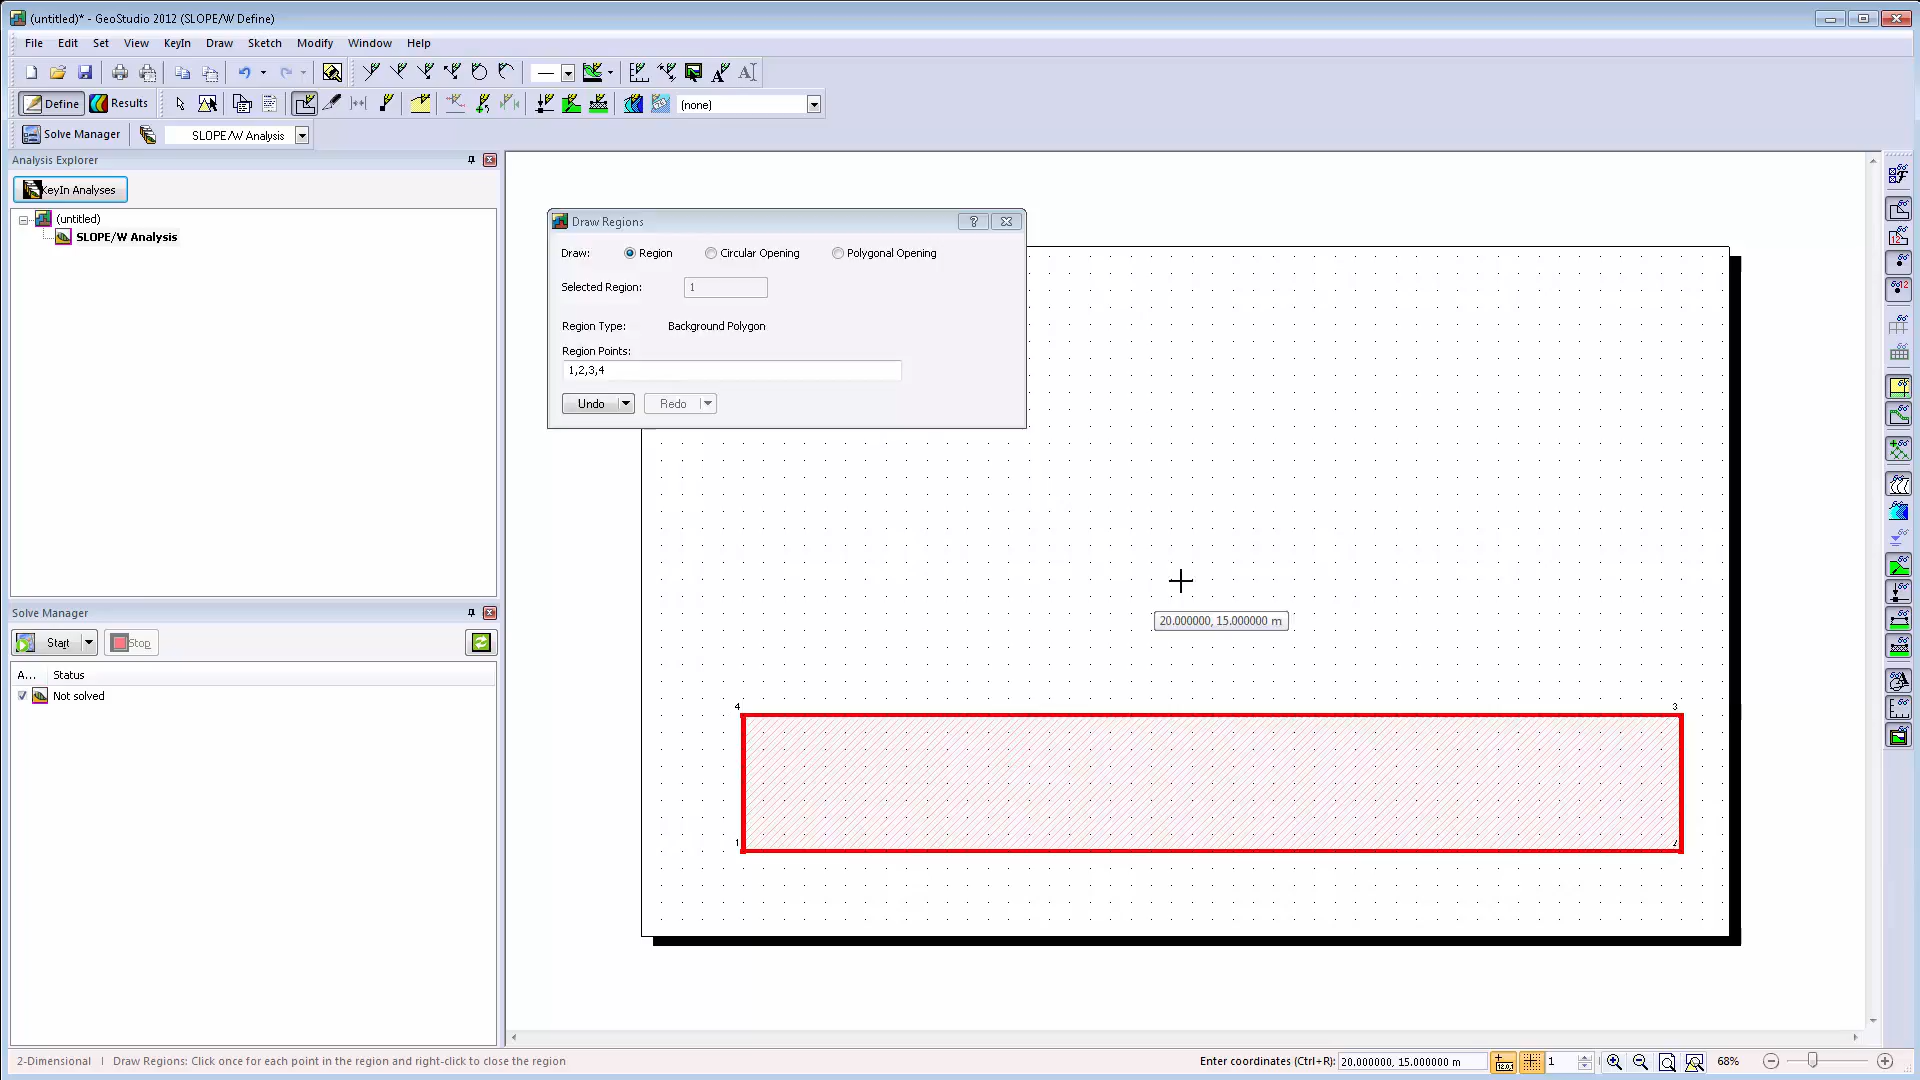 (untitled)* - GeoStudio 2012 (SLOPE/W Define)
File Edit Set View KeyIn Draw Sketch Modify Window Help
Define Results (none)
Solve Manager SLOPE/W Analysis
Analysis Explorer
KeyIn Analyses
(untitled)
SLOPE/W Analysis
Draw Regions
Draw: Region Circular Opening Polygonal Opening
Selected Region: 1
Region Type: Background Polygon
Region Points:
1,2,3,4
Undo Redo
20.000000, 15.000000 m
4 3
1 2
Solve Manager
Start Stop
A... Status
Not solved
2-Dimensional | Draw Regions: Click once for each point in the region and right-click to close the region
Enter coordinates (Ctrl+R): 20.000000, 15.000000 m 1 68%